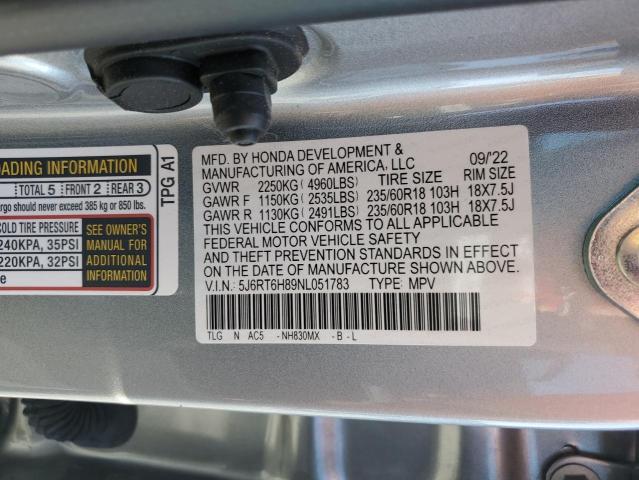 OADING INFORMATION
TOTAL 5 FRONT 2 REAR 3
rgo should never exceed 385 kg or 850 lbs.
OLD TIRE PRESSURE
240KPA, 35PSI
220KPA, 32PSI
e
SEE OWNER'S
MANUAL FOR
ADDITIONAL
INFORMATION
TPG A1
MFD. BY HONDA DEVELOPMENT &
MANUFACTURING OF AMERICA, LLC 09/'22
GVWR 2250KG (4960LBS) TIRE SIZE RIM SIZE
GAWR F 1150KG (2535LBS) 235/60R18 103H 18X7.5J
GAWR R 1130KG (2491LBS) 235/60R18 103H 18X7.5J
THIS VEHICLE CONFORMS TO ALL APPLICABLE
FEDERAL MOTOR VEHICLE SAFETY
AND THEFT PREVENTION STANDARDS IN EFFECT
ON THE DATE OF MANUFACTURE SHOWN ABOVE.
V.I.N.: 5J6RT6H89NL051783 TYPE: MPV
TLG N AC5 -NH830MX -B-L